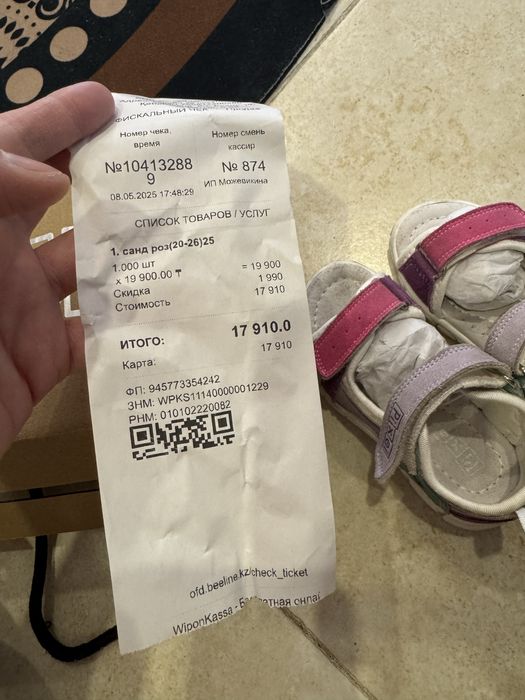 ФИСКАЛЬНЫЙ ЧЕК
Номер чека,
время
Номер смены
кассир
№10413288
9
№ 874
08.05.2025 17:48:29
ИП Можевикина
СПИСОК ТОВАРОВ / УСЛУГ
1. санд роз(20-26)25
1.000 шт
x 19 900.00 ₸ = 19 900
Скидка 1 990
Стоимость 17 910
ИТОГО: 17 910.0
Карта: 17 910
ФП: 945773354242
ЗНМ: WPKS11140000001229
РНМ: 010102220082
ofd.beeline.kz/check_ticket
WiponKassa -